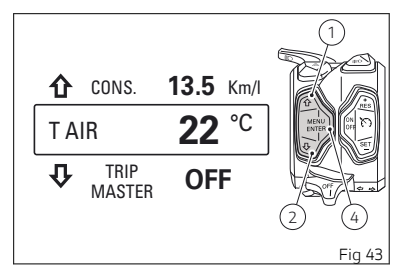 1
CONS. 13.5 Km/l
T AIR 22 °C
TRIP MASTER OFF
RES
MENU ENTER
ON OFF
SET
OFF
2
4
Fig 43